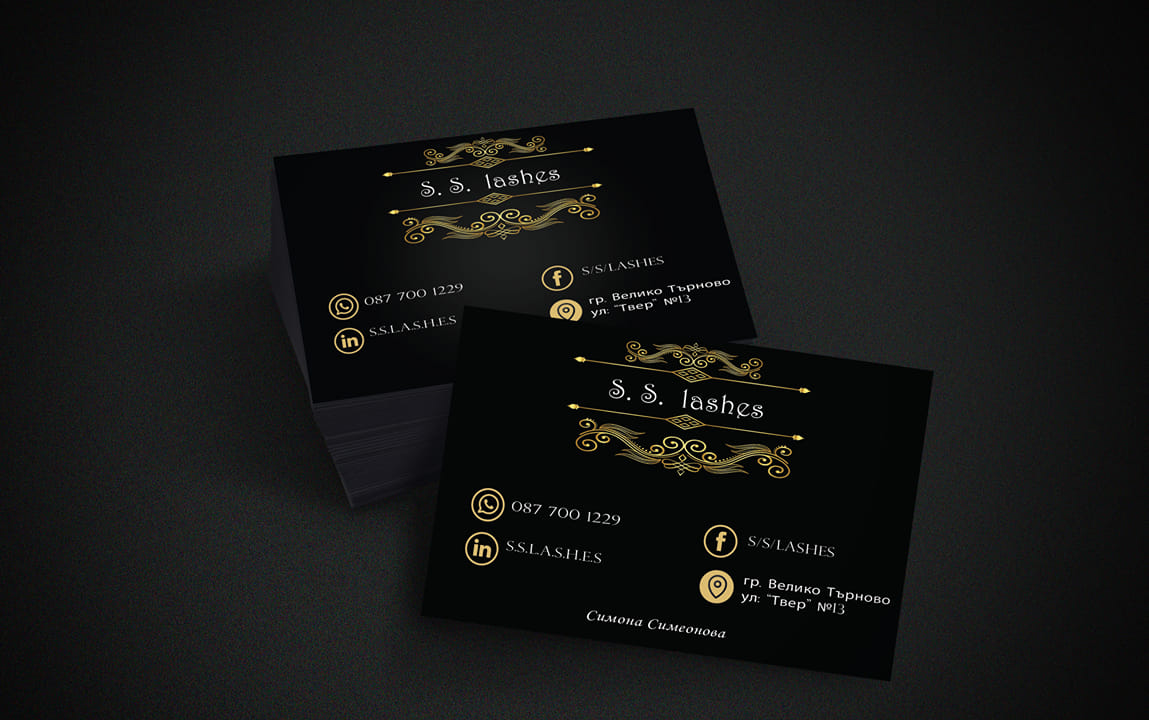 S. S. lashes
087 700 1229
S.S.L.A.S.H.E.S
S/S/LASHES
гр. Велико Търново
ул: "Твер" №13
S. S. lashes
087 700 1229
S.S.L.A.S.H.E.S
S/S/LASHES
гр. Велико Търново
ул: "Твер" №13
Симона Симеонова